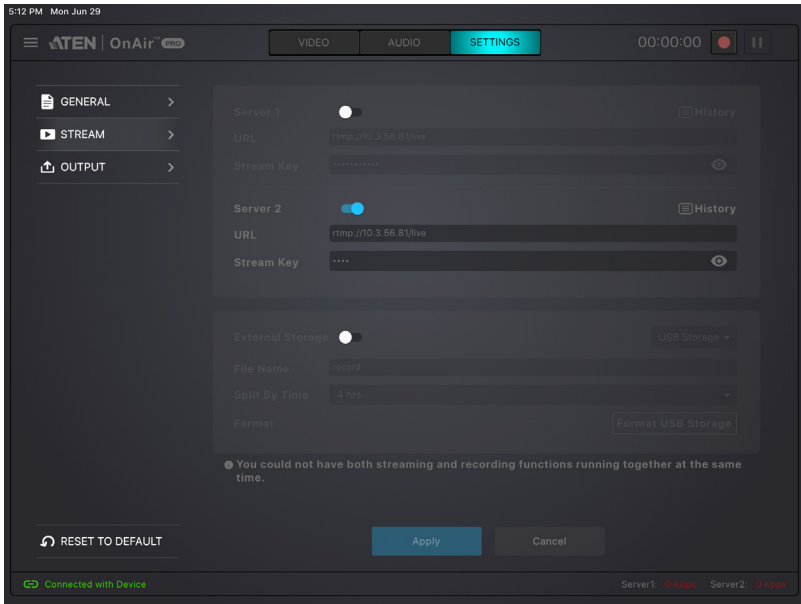 5:12 PM Mon Jun 29
ATEN OnAir™ PRO
VIDEO AUDIO SETTINGS
00:00:00
GENERAL
STREAM
OUTPUT
Server 1 History
URL rtmp://10.3.56.81/live
Stream Key ···········
Server 2 History
URL rtmp://10.3.56.81/live
Stream Key ····
External Storage USB Storage
File Name record
Split By Time 4 hrs
Format Format USB Storage
You could not have both streaming and recording functions running together at the same
time.
RESET TO DEFAULT
Apply Cancel
Connected with Device
Server1: 0 Kbps Server2: 0 Kbps